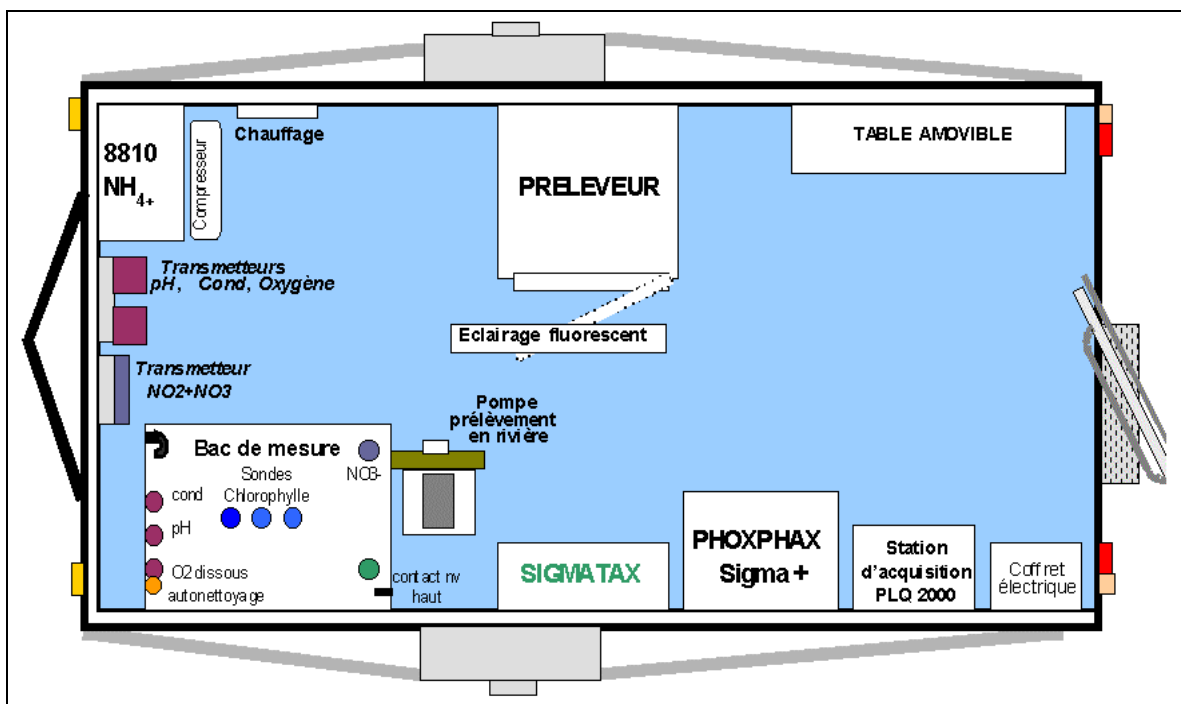 8810
NH4+
Compresseur
Chauffage
PRELEVEUR
TABLE AMOVIBLE
Transmetteurs
pH, Cond, Oxygène
Eclairage fluorescent
Transmetteur
NO2+NO3
Pompe
prélèvement
en rivière
Bac de mesure
NO3-
Sondes
Chlorophylle
cond
pH
O2 dissous
autonettoyage
contact nv
haut
SIGMATAX
PHOXPHAX
Sigma+
Station
d'acquisition
PLQ 2000
Coffret
électrique